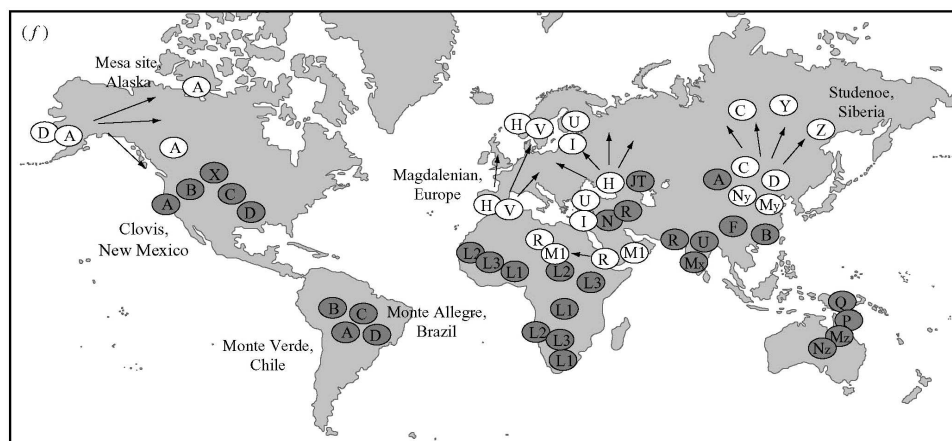 (f)
Mesa site,
Alaska
A
D A
A
X
B
C
A
D
Clovis,
New Mexico
B
C
A
D
Monte Allegre,
Brazil
Monte Verde,
Chile
Magdalenian,
Europe
H
V
U
I
H
JT
H
V
U
I
N
R
R
M1
R
M1
L2
L3
L1
L2
L3
L1
L2
L3
L1
Studenoe,
Siberia
C
Y
Z
C
A
D
Ny
My
F
B
R
U
Mx
Q
P
Mz
Nz